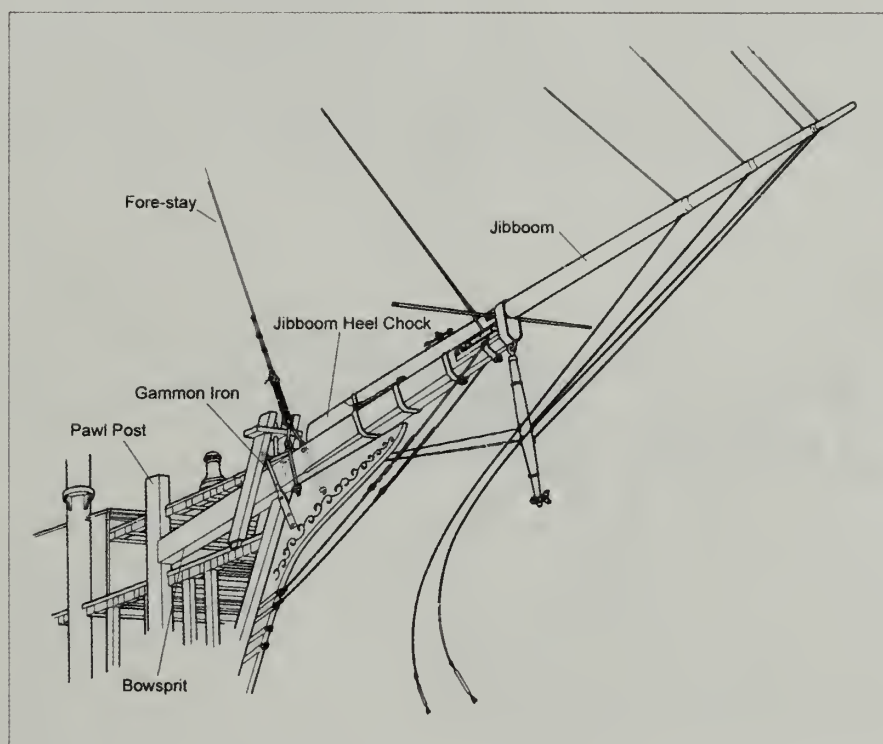 Fore-stay
Jibboom
Jibboom Heel Chock
Gammon Iron
Pawl Post
Bowsprit